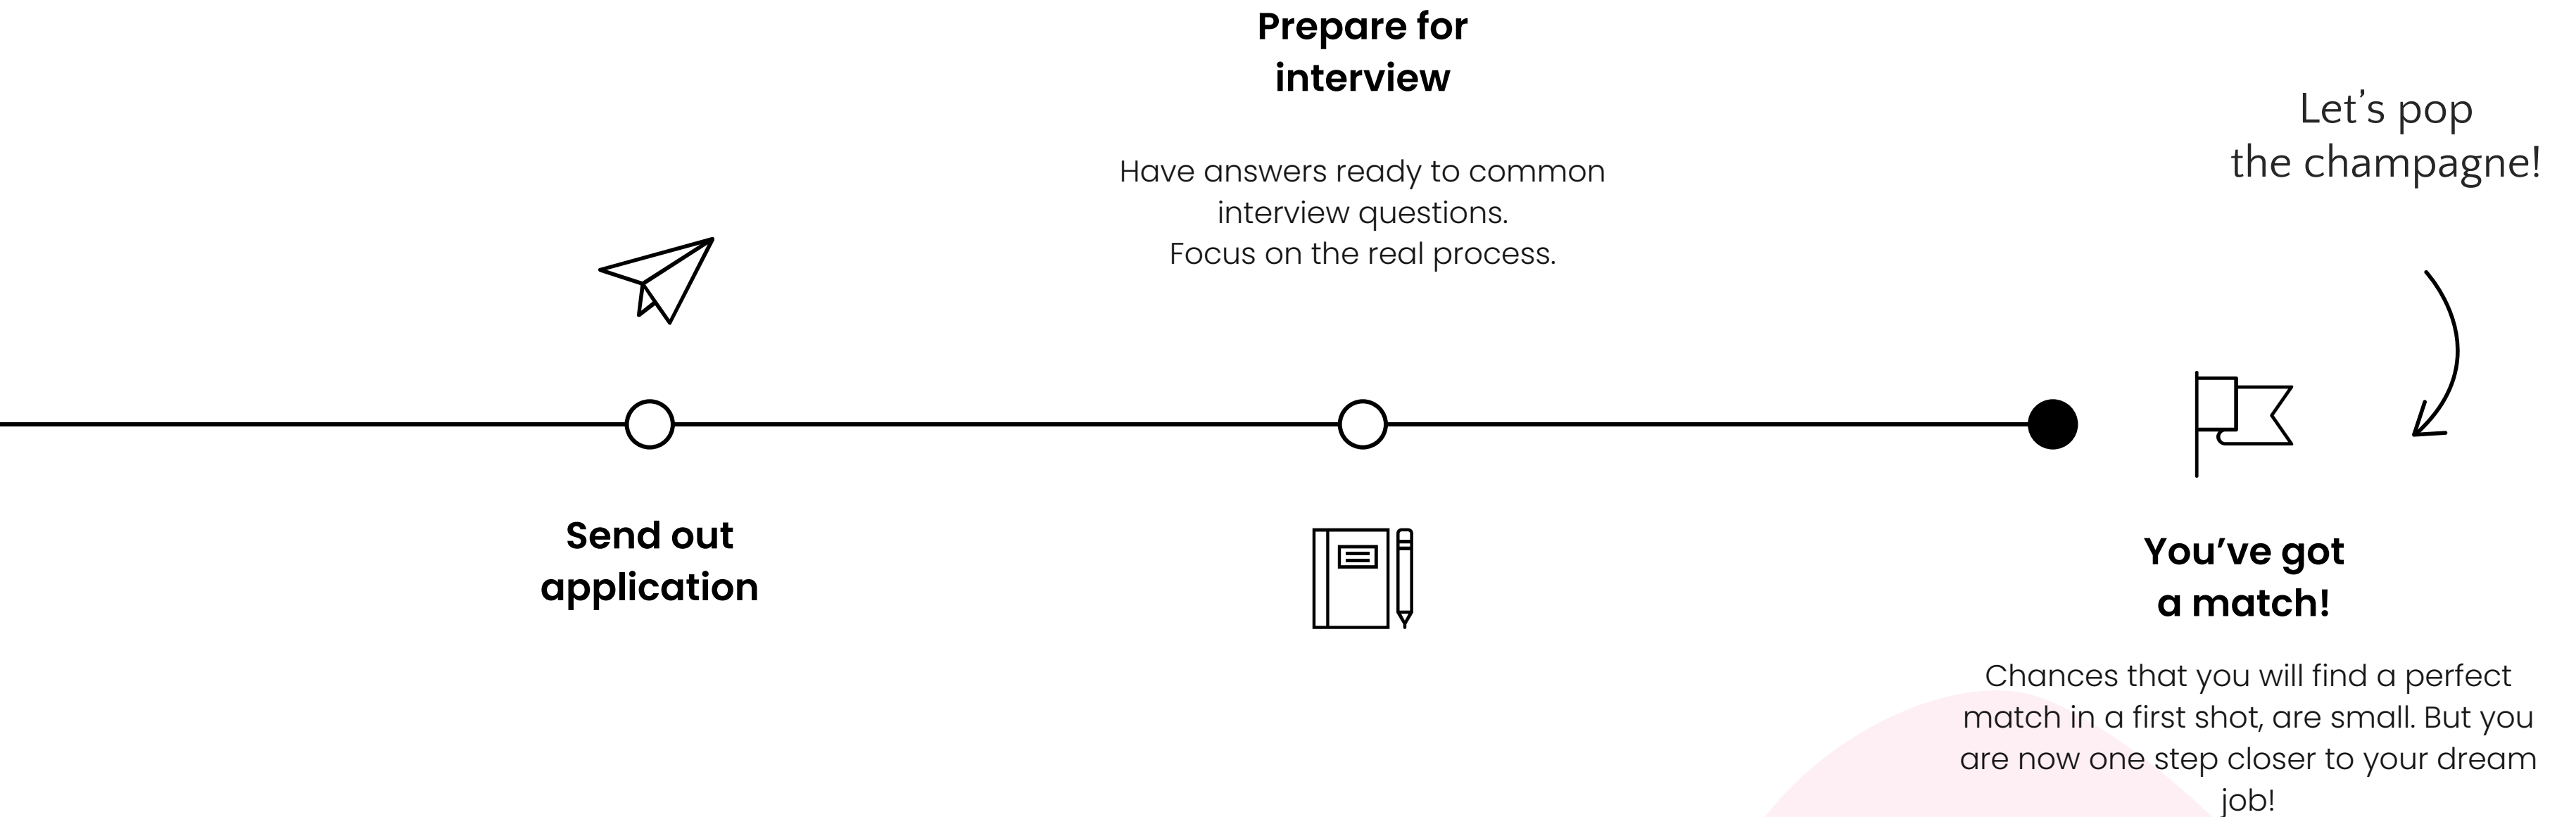 Prepare for
interview
Have answers ready to common
interview questions.
Focus on the real process.
Let’s pop
the champagne!
Send out
application
You’ve got
a match!
Chances that you will find a perfect
match in a first shot, are small. But you
are now one step closer to your dream
job!